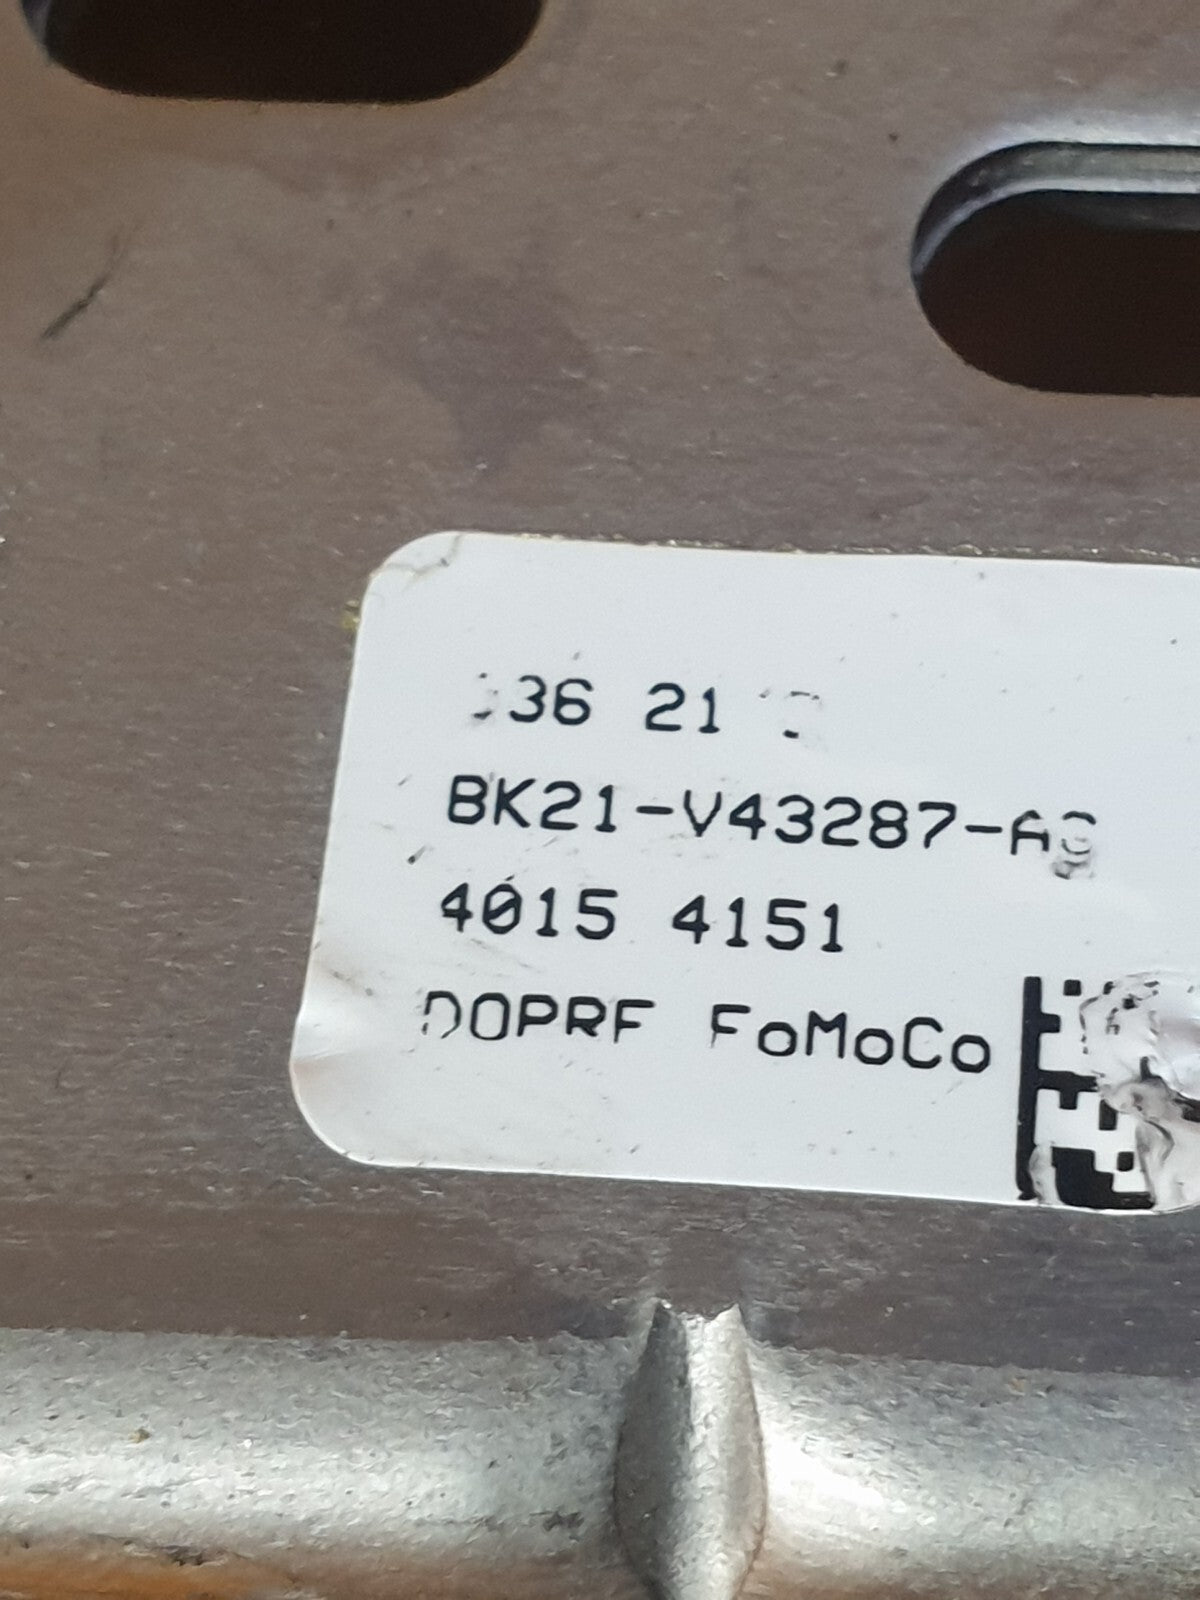 36 21
BK21-V43287-A
4015 4151
DOPRF FoMoCo